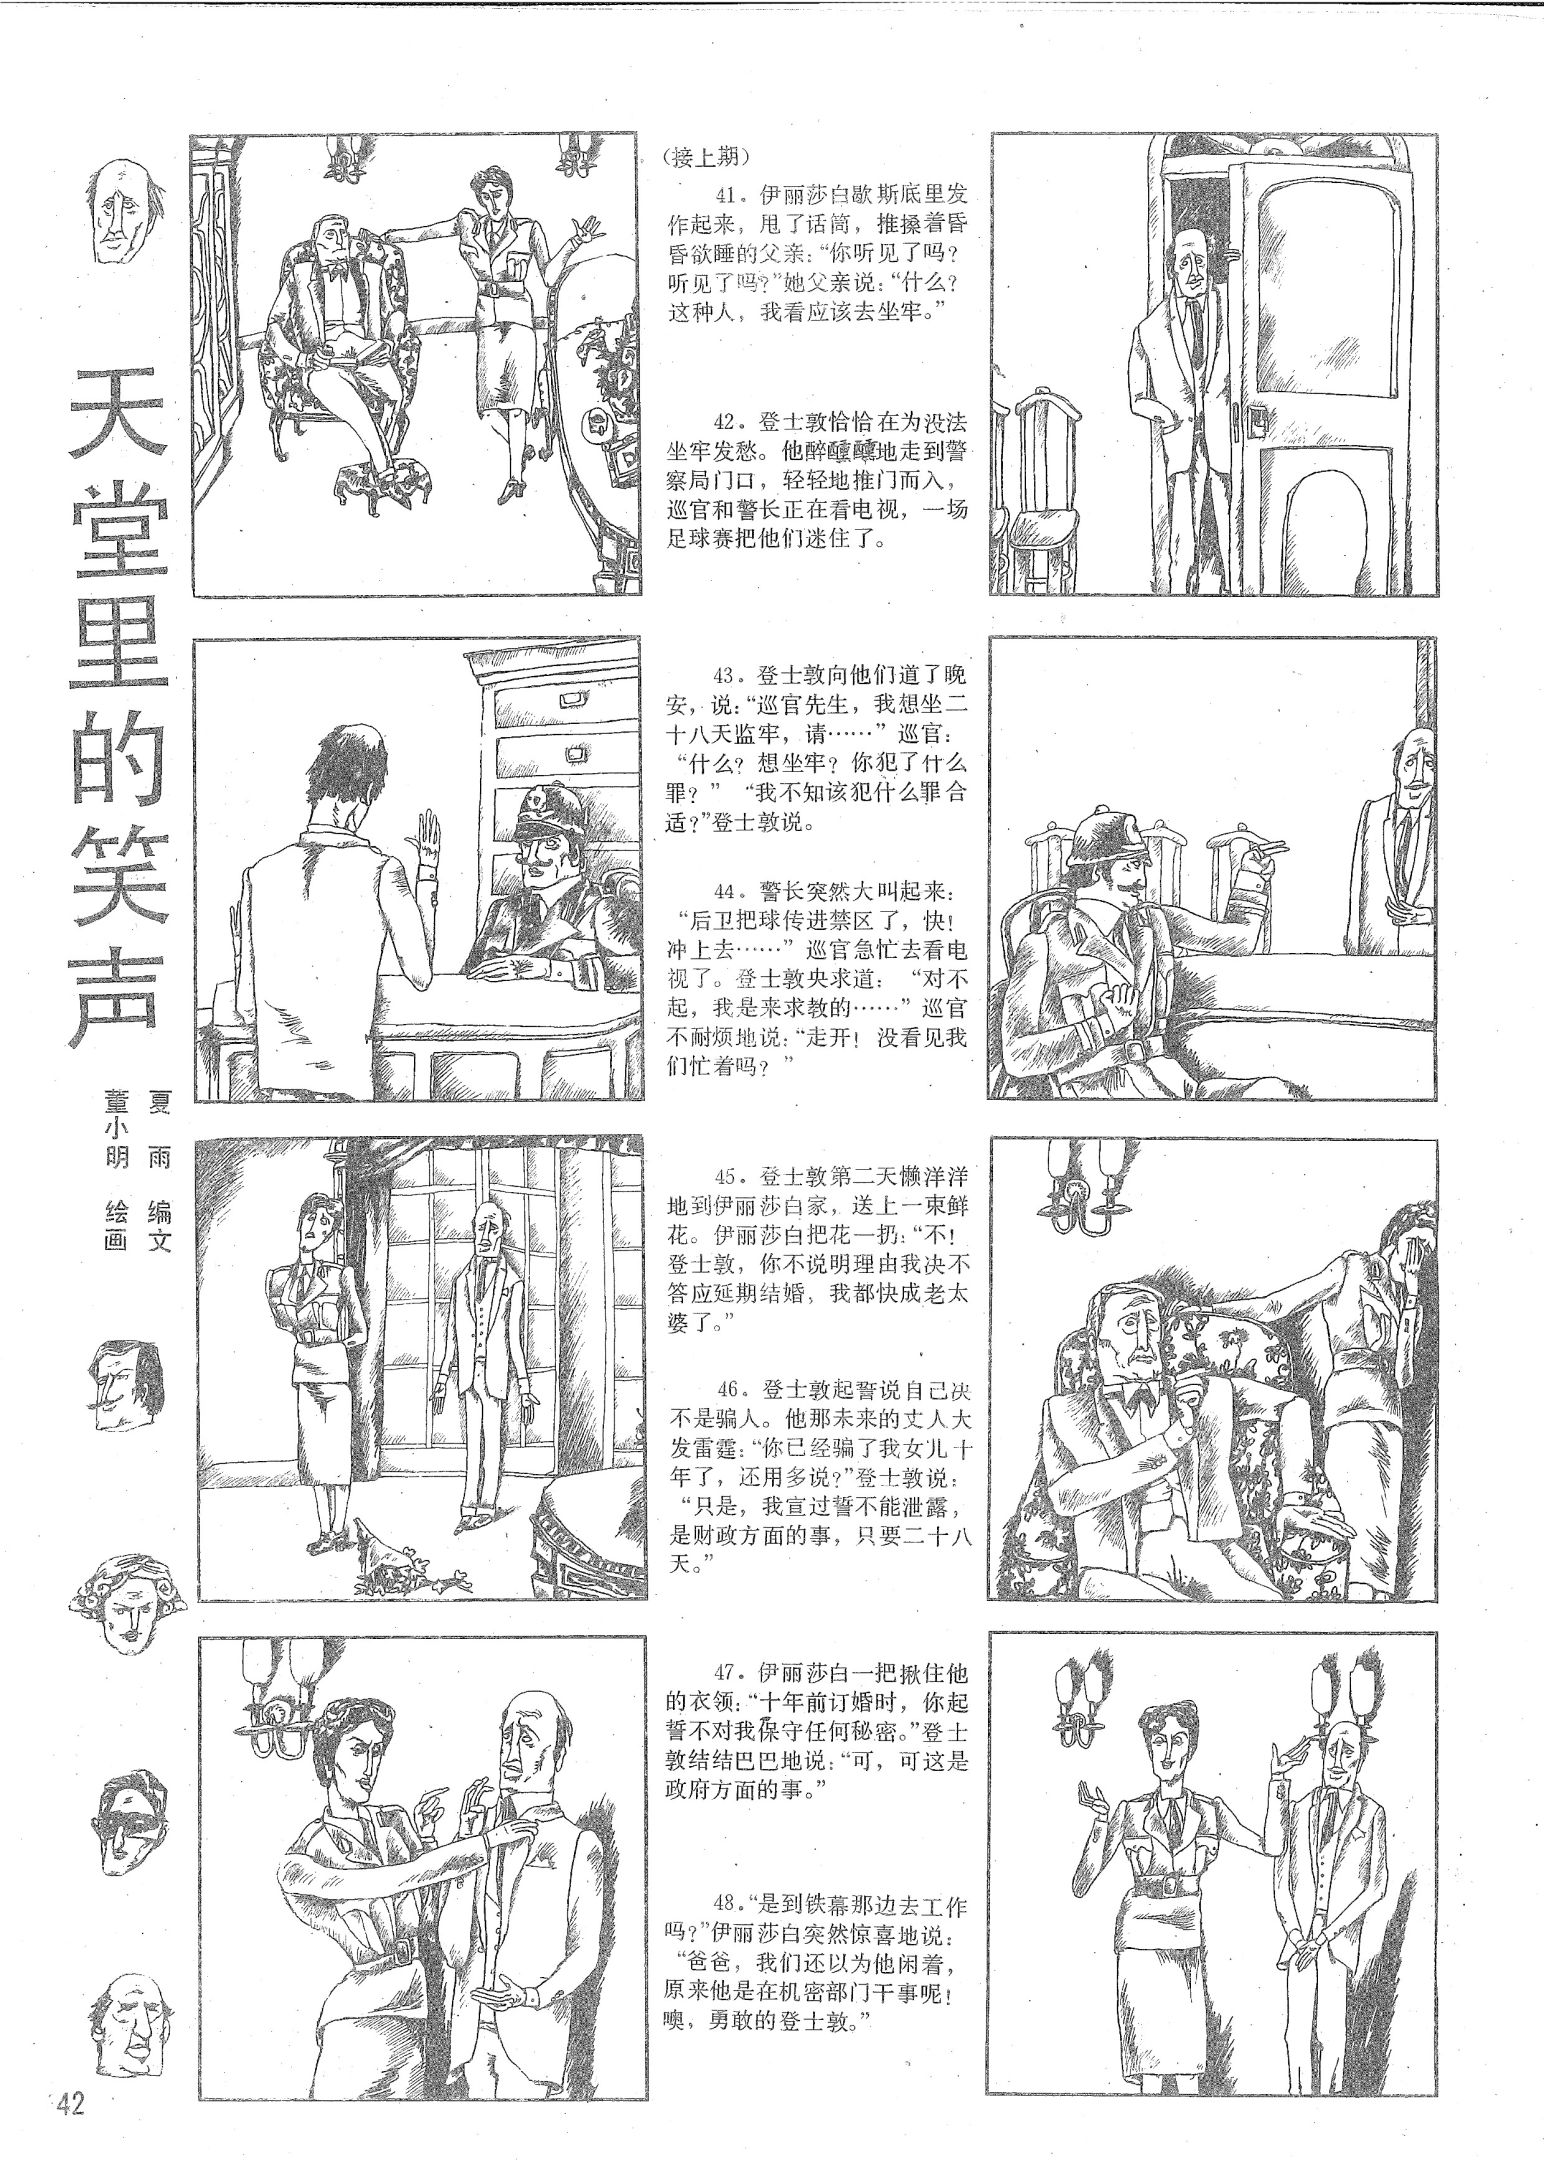 天堂里的笑声
夏雨 编文
董小明 绘画
(接上期)
41。伊丽莎白歇斯底里发
作起来，甩了话筒，推搡着昏
昏欲睡的父亲：“你听见了吗？
听见了吗？”她父亲说：“什么？
这种人，我看应该去坐牢。”
42。登士敦恰恰在为没法
坐牢发愁。他醉醺醺地走到警
察局门口，轻轻地推门而入，
巡官和警长正在看电视，一场
足球赛把他们迷住了。
43。登士敦向他们道了晚
安，说：“巡官先生，我想坐二
十八天监牢，请……”巡官：
“什么？想坐牢？你犯了什么
罪？”“我不知该犯什么罪合
适？”登士敦说。
44。警长突然大叫起来：
“后卫把球传进禁区了，快！
冲上去……”巡官急忙去看电
视了。登士敦央求道：“对不
起，我是来求教的……”巡官
不耐烦地说：“走开！没看见我
们忙着吗？”
45。登士敦第二天懒洋洋
地到伊丽莎白家，送上一束鲜
花。伊丽莎白把花一扔：“不！
登士敦，你不说明理由我决不
答应延期结婚，我都快成老太
婆了。”
46。登士敦起誓说自己决
不是骗人。他那未来的丈人大
发雷霆：“你已经骗了我女儿十
年了，还用多说？”登士敦说：
“只是，我宣过誓不能泄露，
是财政方面的事，只要二十八
天。”
47。伊丽莎白一把揪住他
的衣领：“十年前订婚时，你起
誓不对我保守任何秘密。”登士
敦结结巴巴地说：“可，可这是
政府方面的事。”
48。“是到铁幕那边去工作
吗？”伊丽莎白突然惊喜地说：
“爸爸，我们还以为他闲着，
原来他是在机密部门干事呢！
噢，勇敢的登士敦。”
42